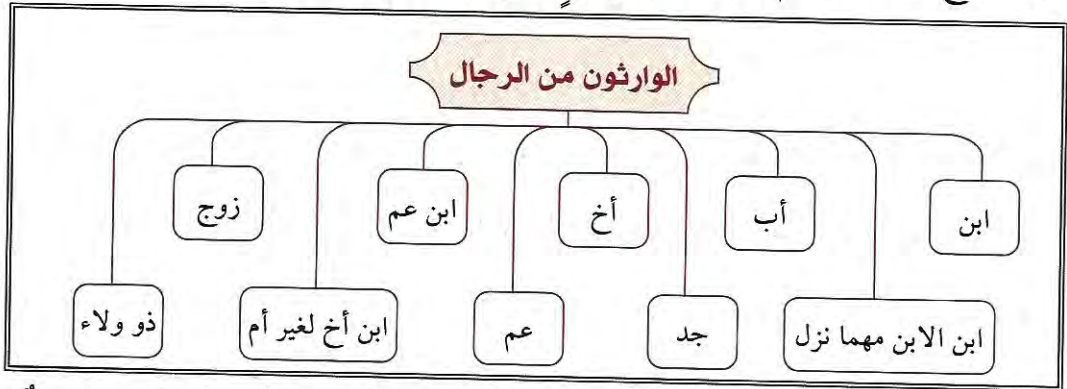 الوارثون من الرجال
ابن
أب
أخ
ابن عم
زوج
ابن الابن مهما نزل
جد
عم
ابن أخ لغير أم
ذو ولاء